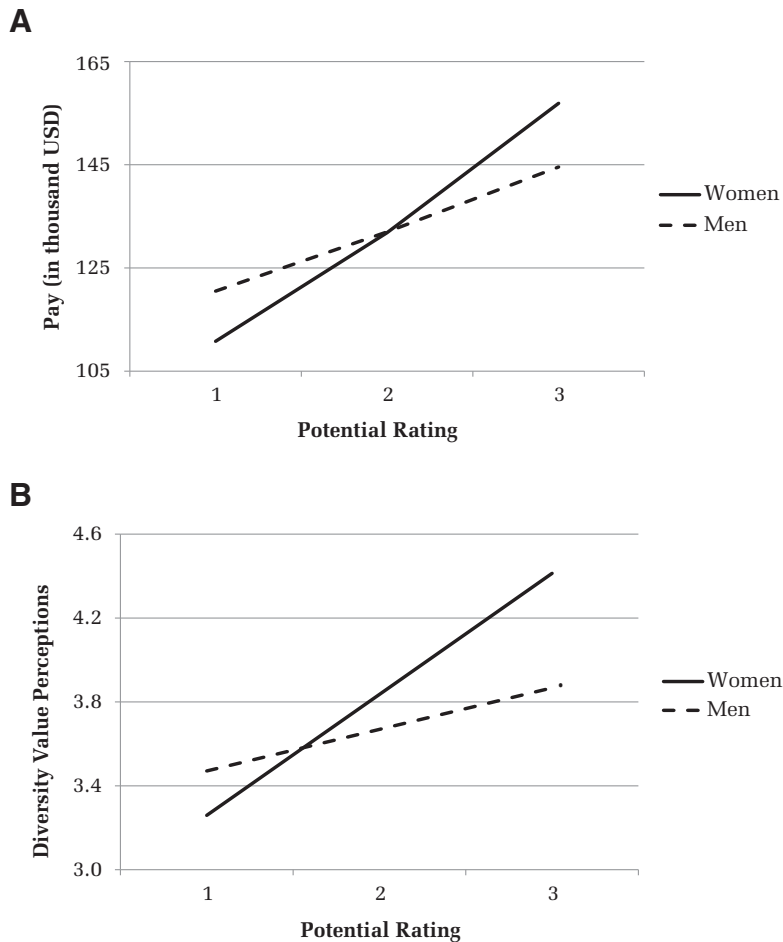 A
165
145
125
105
Pay (in thousand USD)
1 2 3
Potential Rating
Women
Men
B
4.6
4.2
3.8
3.4
3.0
Diversity Value Perceptions
1 2 3
Potential Rating
Women
Men